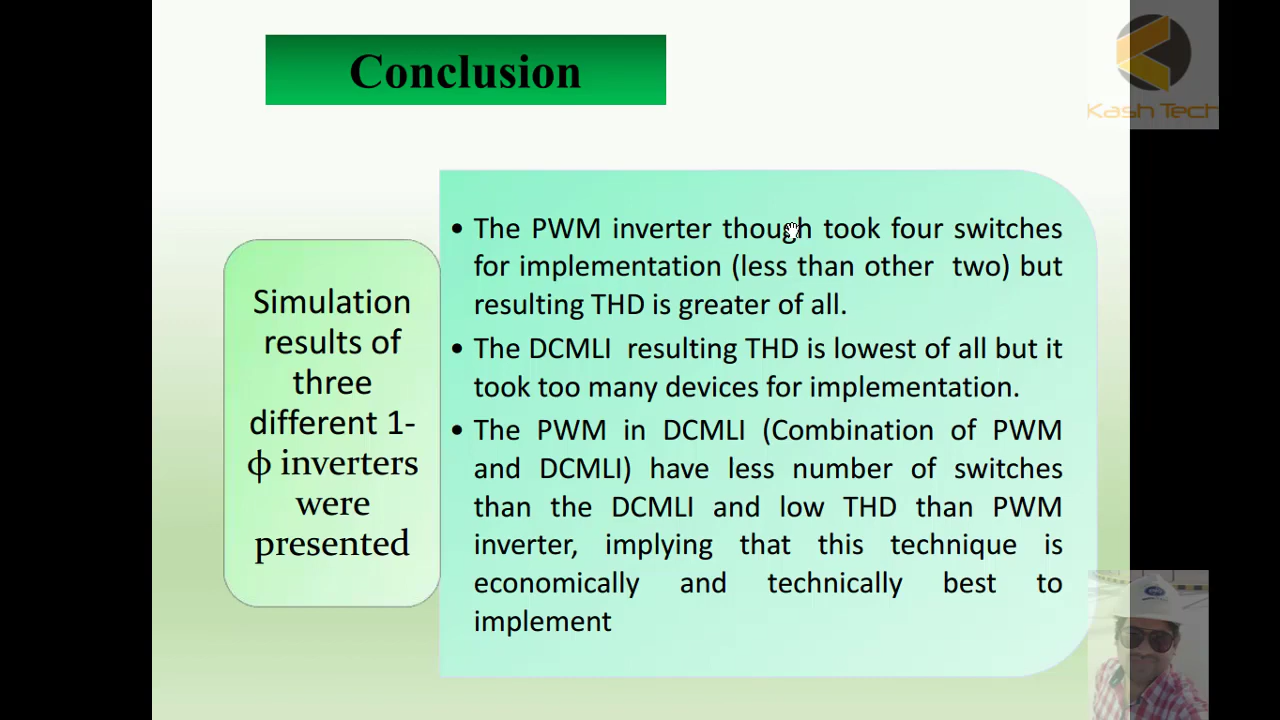 Conclusion
Kash Tech
Simulation
results of
three
different 1-
ϕ inverters
were
presented
• The PWM inverter though took four switches
for implementation (less than other two) but
resulting THD is greater of all.
• The DCMLI resulting THD is lowest of all but it
took too many devices for implementation.
• The PWM in DCMLI (Combination of PWM
and DCMLI) have less number of switches
than the DCMLI and low THD than PWM
inverter, implying that this technique is
economically and technically best to
implement